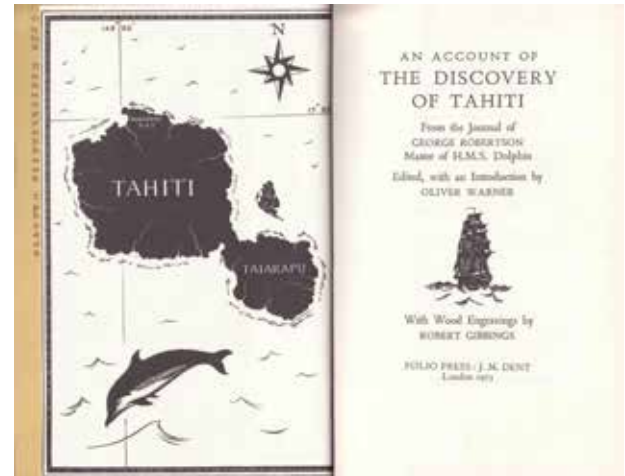 N
TAHITI
TAIARAPU
AN ACCOUNT OF
THE DISCOVERY
OF TAHITI
From the Journal of
GEORGE ROBERTSON
Master of H.M.S. Dolphin
Edited, with an Introduction by
OLIVER WARNER
With Wood Engravings by
ROBERT GIBBINGS
FOLIO PRESS: J. M. DENT
London 1973